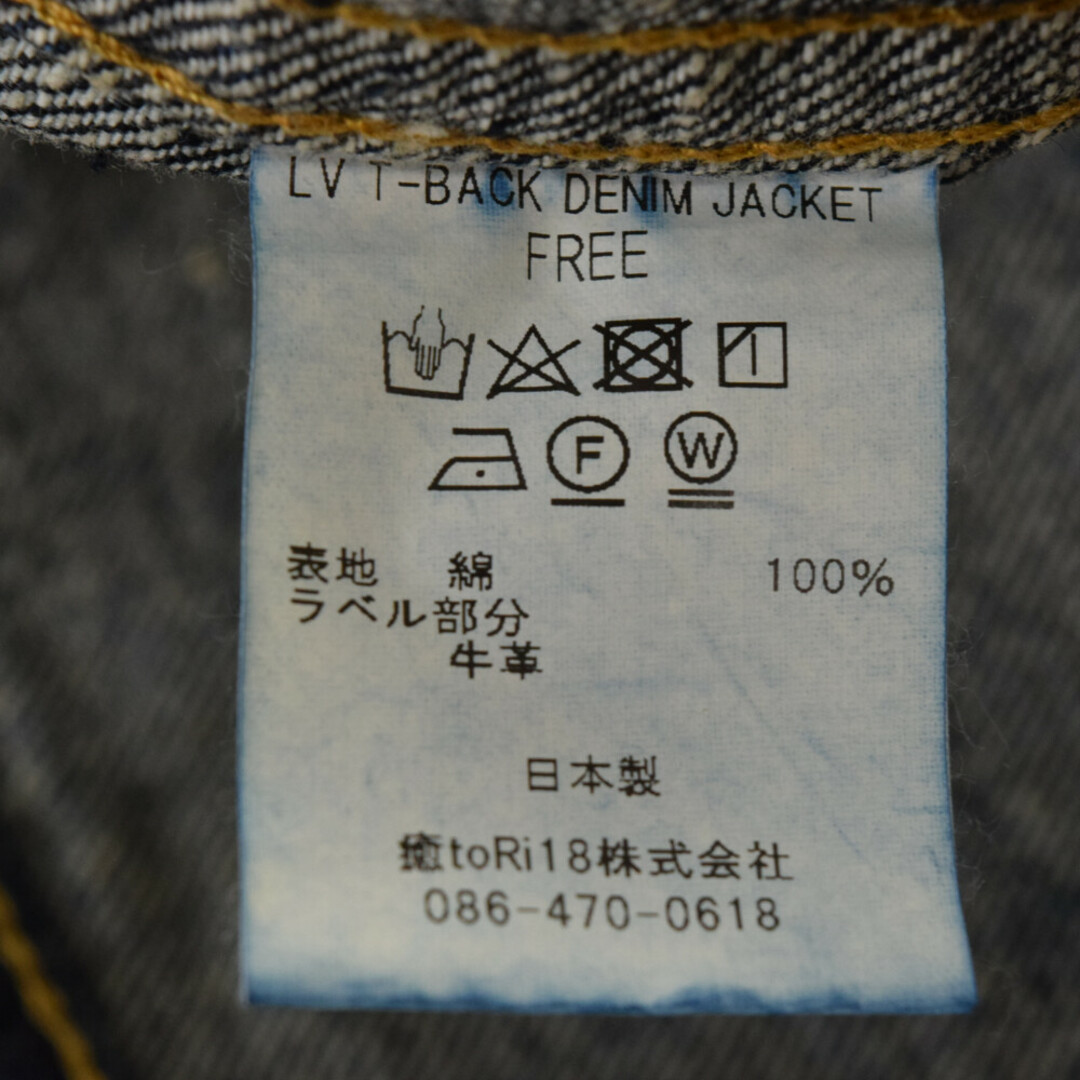 LV T-BACK DENIM JACKET
FREE
F W
表地 綿 100%
ラベル部分
牛革
日本製
癒toRi18株式会社
086-470-0618